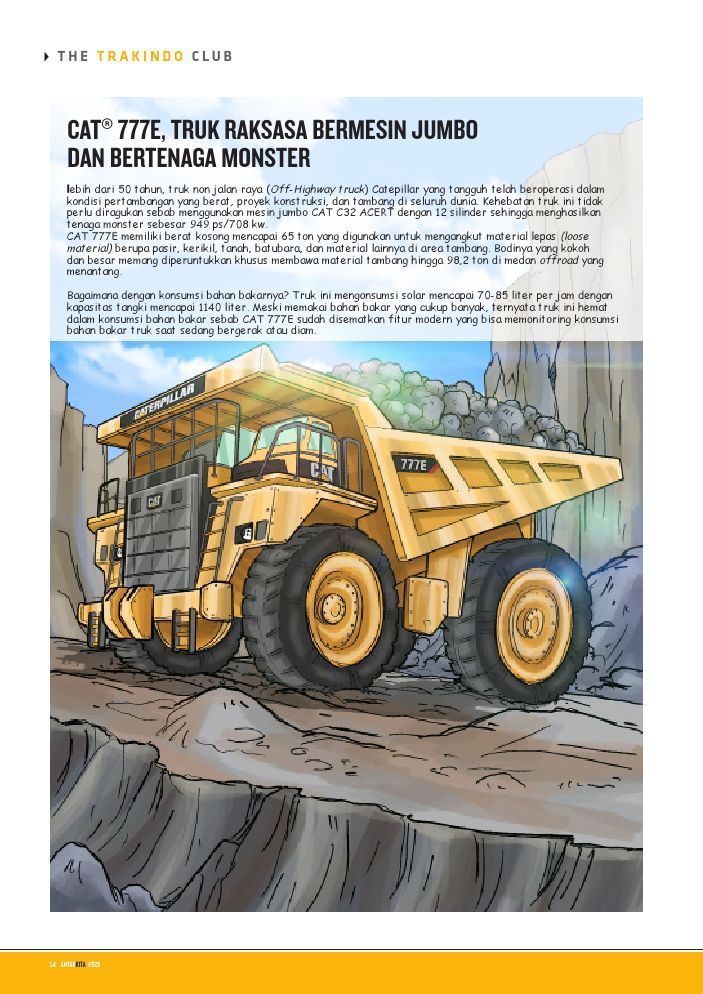 THE TRAKINDO CLUB
CAT® 777E, TRUK RAKSASA BERMESIN JUMBO
DAN BERTENAGA MONSTER
lebih dari 50 tahun, truk non jalan raya (Off-Highway truck) Catepillar yang tangguh telah beroperasi dalam
kondisi pertambangan yang berat, proyek konstruksi, dan tambang di seluruh dunia. Kehebatan truk ini tidak
perlu diragukan sebab menggunakan mesin jumbo CAT C32 ACERT dengan 12 silinder sehingga menghasilkan
tenaga monster sebesar 949 ps/708 kw.
CAT 777E memiliki berat kosong mencapai 65 ton yang digunakan untuk mengangkut material lepas (loose
material) berupa pasir, kerikil, tanah, batubara, dan material lainnya di area tambang. Bodinya yang kokoh
dan besar memang diperuntukkan khusus membawa material tambang hingga 98,2 ton di medan offroad yang
menantang.
Bagaimana dengan konsumsi bahan bakarnya? Truk ini mengonsumsi solar mencapai 70-85 liter per jam dengan
kapasitas tangki mencapai 1140 liter. Meski memakai bahan bakar yang cukup banyak, ternyata truk ini hemat
dalam konsumsi bahan bakar sebab CAT 777E sudah disematkan fitur modern yang bisa memonitoring konsumsi
bahan bakar truk saat sedang bergerak atau diam.
CATERPILLAR
777E
CAT
CAT
54 ANTARKITA 2020